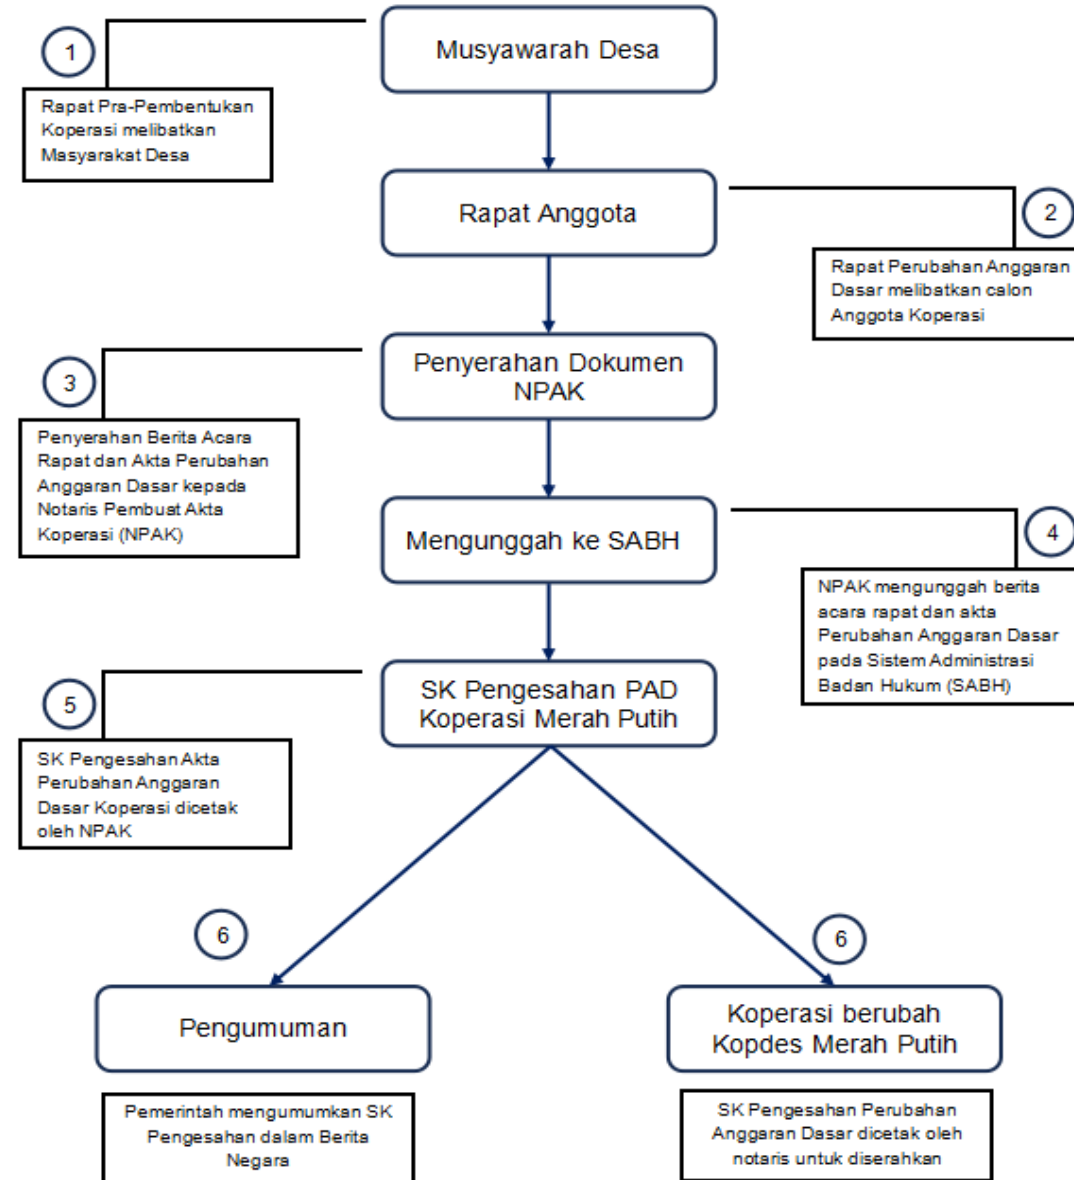 1
Musyawarah Desa
Rapat Pra-Pembentukan
Koperasi melibatkan
Masyarakat Desa
Rapat Anggota
2
Rapat Perubahan Anggaran
Dasar melibatkan calon
Anggota Koperasi
3
Penyerahan Dokumen
NPAK
Penyerahan Berita Acara
Rapat dan Akta Perubahan
Anggaran Dasar kepada
Notaris Pembuat Akta
Koperasi (NPAK)
Mengunggah ke SABH
4
NPAK mengunggah berita
acara rapat dan akta
Perubahan Anggaran Dasar
pada Sistem Administrasi
Badan Hukum (SABH)
5
SK Pengesahan PAD
Koperasi Merah Putih
SK Pengesahan Akta
Perubahan Anggaran
Dasar Koperasi dicetak
oleh NPAK
6
Pengumuman
Pemerintah mengumumkan SK
Pengesahan dalam Berita
Negara
6
Koperasi berubah
Kopdes Merah Putih
SK Pengesahan Perubahan
Anggaran Dasar dicetak oleh
notaris untuk diserahkan